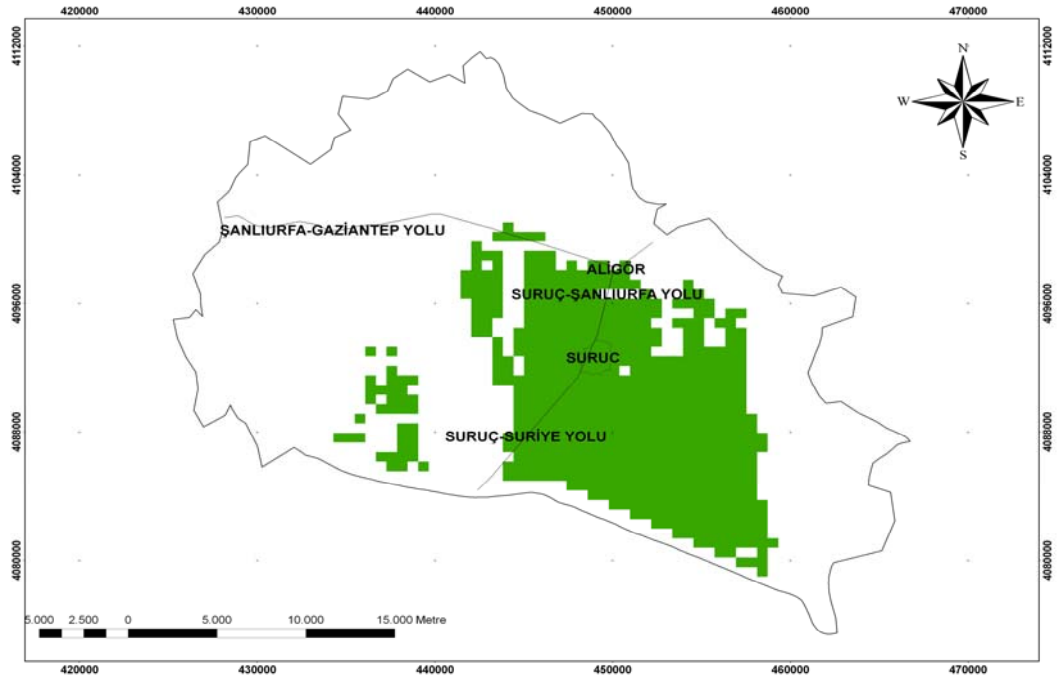 420000 430000 440000 450000 460000 470000
4112000 4112000
N
W E
S
4104000 4104000
ŞANLIURFA-GAZİANTEP YOLU
ALİGÖR
SURUÇ-ŞANLIURFA YOLU
4096000 4096000
SURUC
SURUÇ-SURİYE YOLU
4088000 4088000
4080000 4080000
5.000 2.500 0 5.000 10.000 15.000 Metre
420000 430000 440000 450000 460000 470000